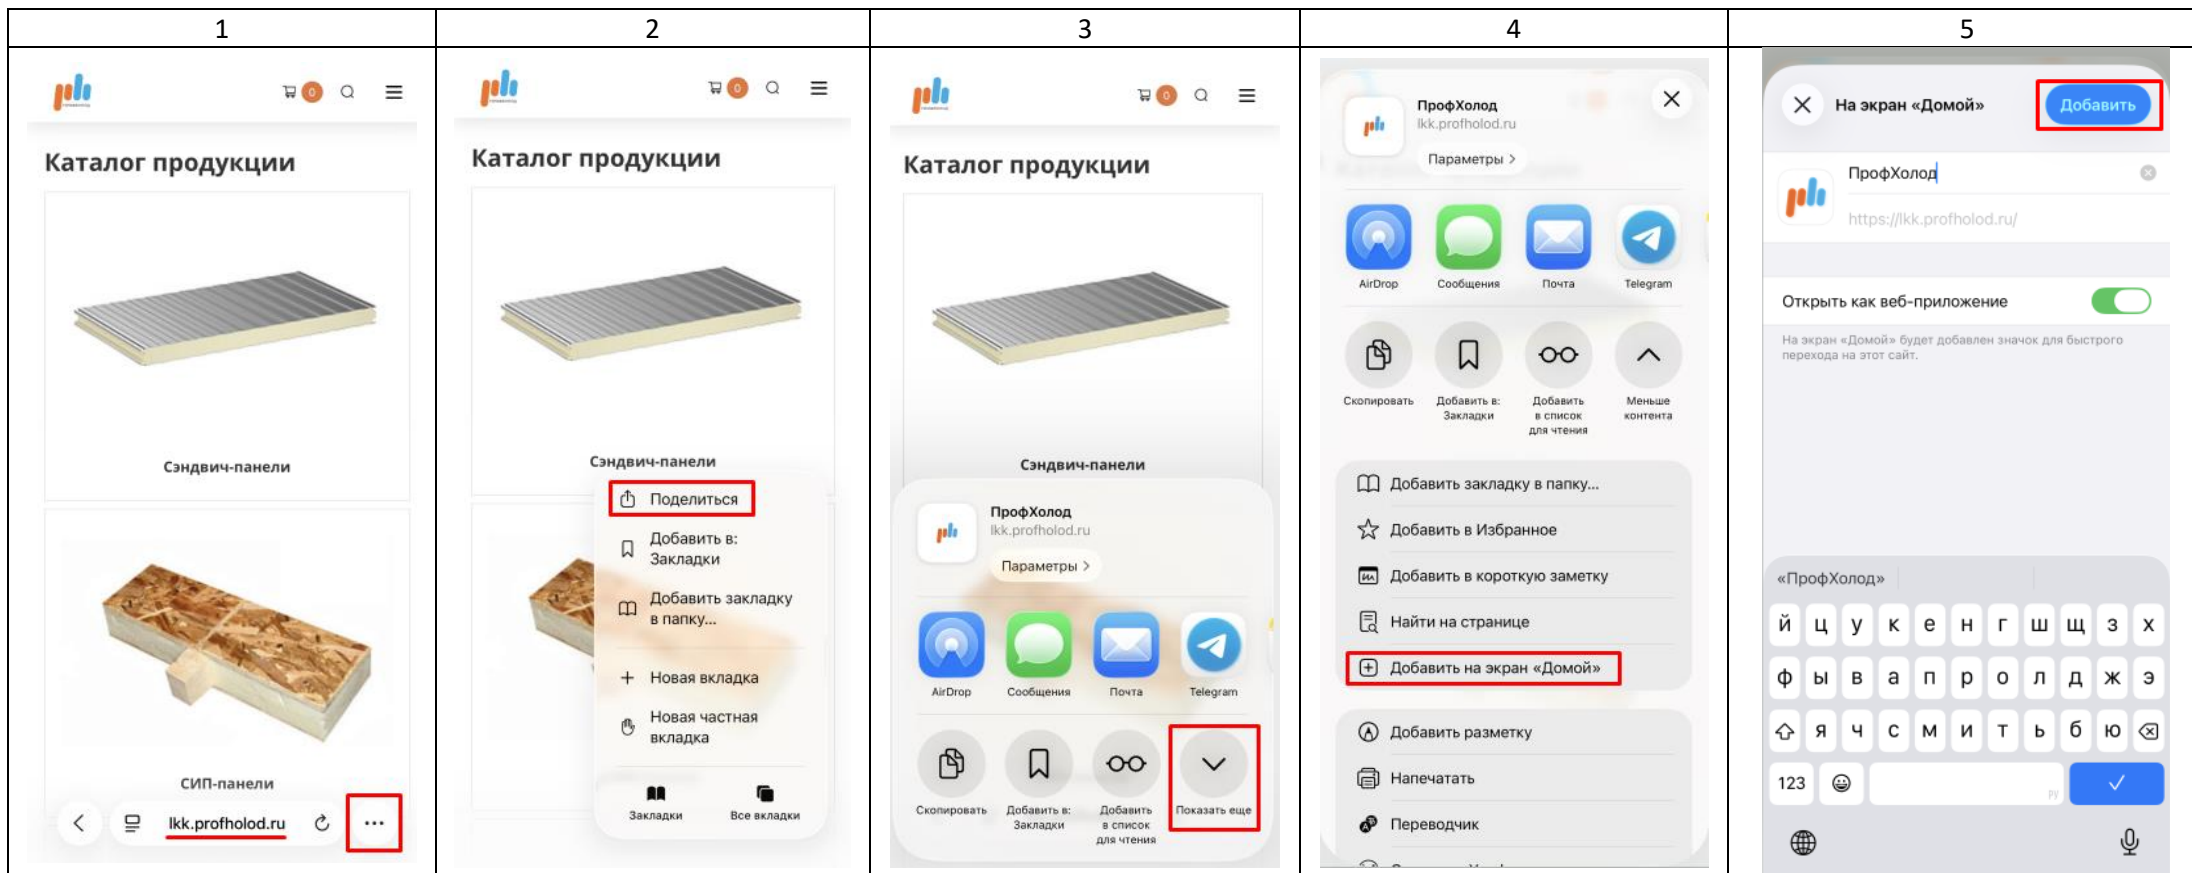 1
2
3
4
5
0
Каталог продукции
Сэндвич-панели
СИП-панели
lkk.profholod.ru
0
Каталог продукции
Сэндвич-панели
Поделиться
Добавить в:
Закладки
Добавить закладку
в папку...
Новая вкладка
Новая частная
вкладка
Закладки
Все вкладки
0
Каталог продукции
Сэндвич-панели
ПрофХолод
lkk.profholod.ru
Параметры >
AirDrop
Сообщения
Почта
Telegram
Скопировать
Добавить в:
Закладки
Добавить
в список
для чтения
Показать еще
ПрофХолод
lkk.profholod.ru
Параметры >
AirDrop
Сообщения
Почта
Telegram
Скопировать
Добавить в:
Закладки
Добавить
в список
для чтения
Меньше
контента
Добавить закладку в папку...
Добавить в Избранное
Добавить в короткую заметку
Найти на странице
Добавить на экран «Домой»
Добавить разметку
Напечатать
Переводчик
На экран «Домой»
Добавить
ПрофХолод
https://lkk.profholod.ru/
Открыть как веб-приложение
На экран «Домой» будет добавлен значок для быстрого
перехода на этот сайт.
«ПрофХолод»
й ц у к е н г ш щ з х
ф ы в а п р о л д ж э
я ч с м и т ь б ю
123
РУ